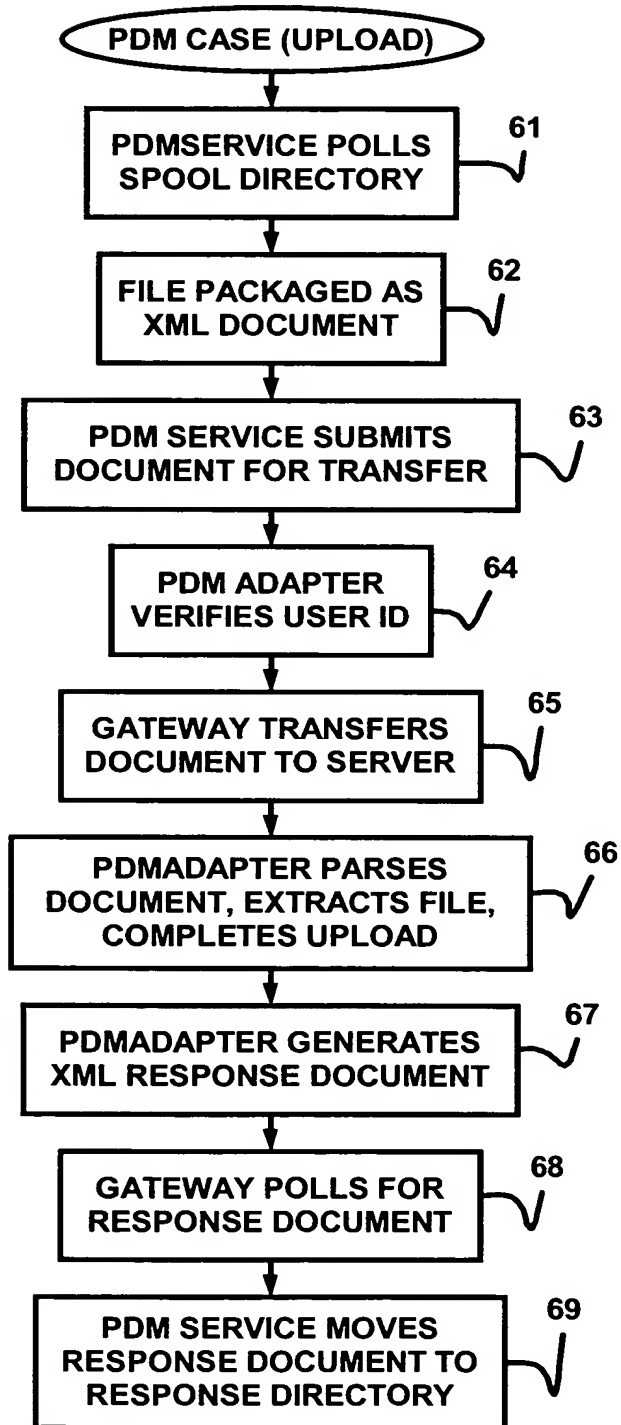 PDM CASE (UPLOAD)
61
PDMSERVICE POLLS
SPOOL DIRECTORY
62
FILE PACKAGED AS
XML DOCUMENT
63
PDM SERVICE SUBMITS
DOCUMENT FOR TRANSFER
64
PDM ADAPTER
VERIFIES USER ID
65
GATEWAY TRANSFERS
DOCUMENT TO SERVER
66
PDMADAPTER PARSES
DOCUMENT, EXTRACTS FILE,
COMPLETES UPLOAD
67
PDMADAPTER GENERATES
XML RESPONSE DOCUMENT
68
GATEWAY POLLS FOR
RESPONSE DOCUMENT
69
PDM SERVICE MOVES
RESPONSE DOCUMENT TO
RESPONSE DIRECTORY